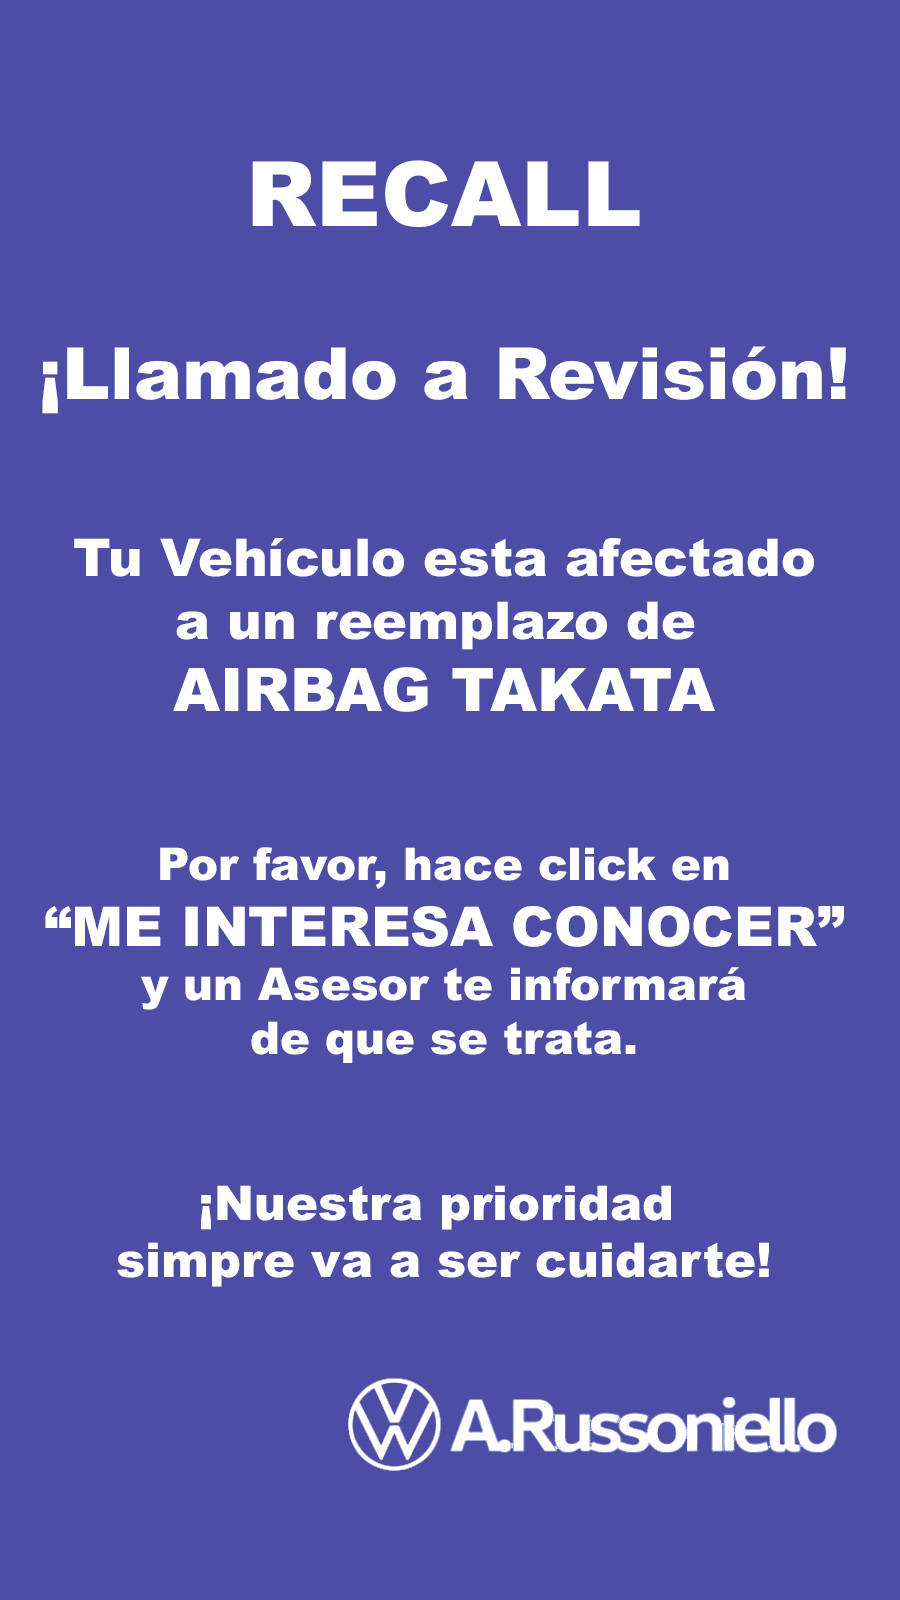 RECALL
¡Llamado a Revisión!
Tu Vehículo esta afectado
a un reemplazo de
AIRBAG TAKATA
Por favor, hace click en
“ME INTERESA CONOCER”
y un Asesor te informará
de que se trata.
¡Nuestra prioridad
simpre va a ser cuidarte!
VW A.Russoniello